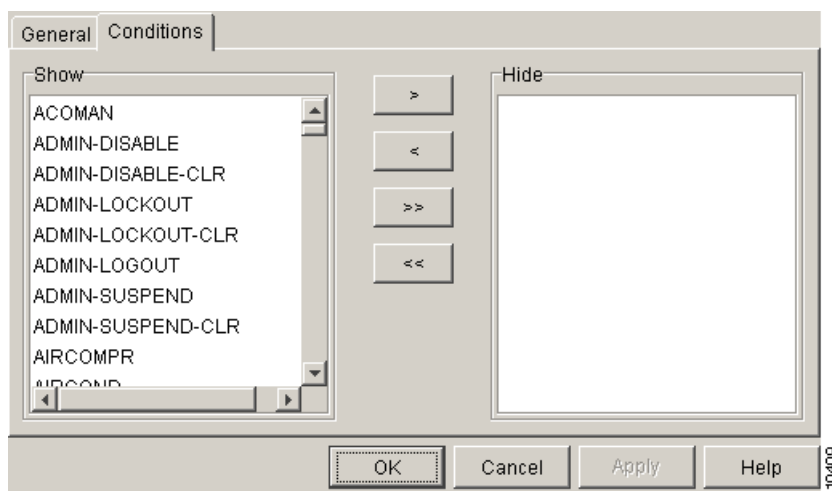 General Conditions
Show
Hide
ACOMAN
ADMIN-DISABLE
ADMIN-DISABLE-CLR
ADMIN-LOCKOUT
ADMIN-LOCKOUT-CLR
ADMIN-LOGOUT
ADMIN-SUSPEND
ADMIN-SUSPEND-CLR
AIRCOMPR
>
<
>>
<<
OK Cancel Apply Help